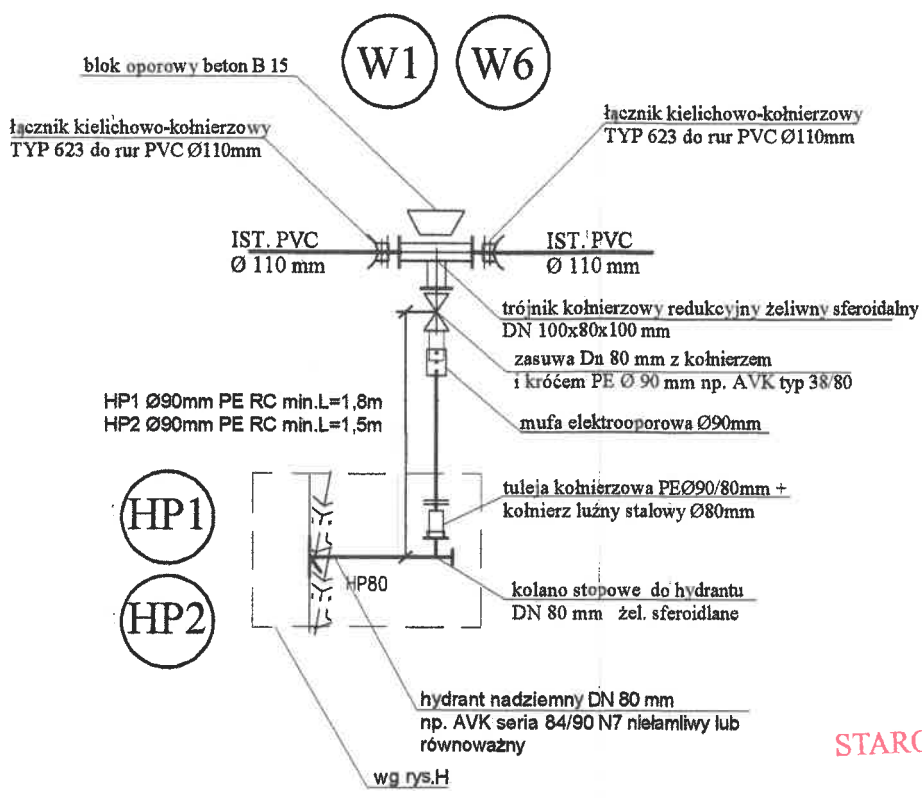 W1 W6
blok oporowy beton B 15
łącznik kielichowo-kołnierzowy
TYP 623 do rur PVC Ø110mm
łącznik kielichowo-kołnierzowy
TYP 623 do rur PVC Ø110mm
IST. PVC
Ø 110 mm
IST. PVC
Ø 110 mm
trójnik kołnierzowy redukcyjny żeliwny sferoidalny
DN 100x80x100 mm
zasuwa Dn 80 mm z kołnierzem
i króćem PE Ø 90 mm np. AVK typ 38/80
HP1 Ø90mm PE RC min.L=1,8m
HP2 Ø90mm PE RC min.L=1,5m
mufa elektrooporowa Ø90mm
HP1
HP2
tuleja kołnierzowa PEØ90/80mm +
kołnierz luźny stalowy Ø80mm
HP80
kolano stopowe do hydrantu
DN 80 mm żel. sferoidlane
hydrant nadziemny DN 80 mm
np. AVK seria 84/90 N7 niełamliwy lub
równoważny
wg rys.H
STARO